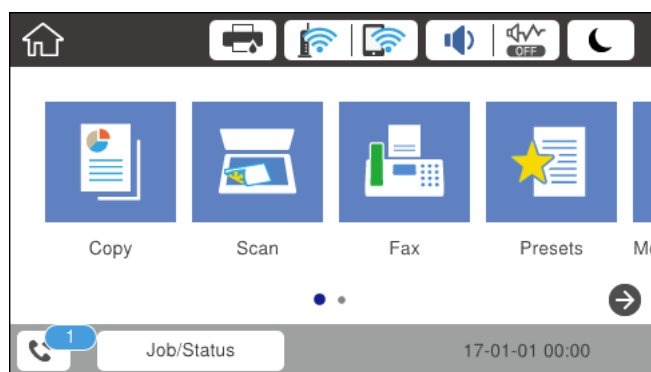 OFF
Copy
Scan
Fax
Presets
M
1
Job/Status
17-01-01 00:00